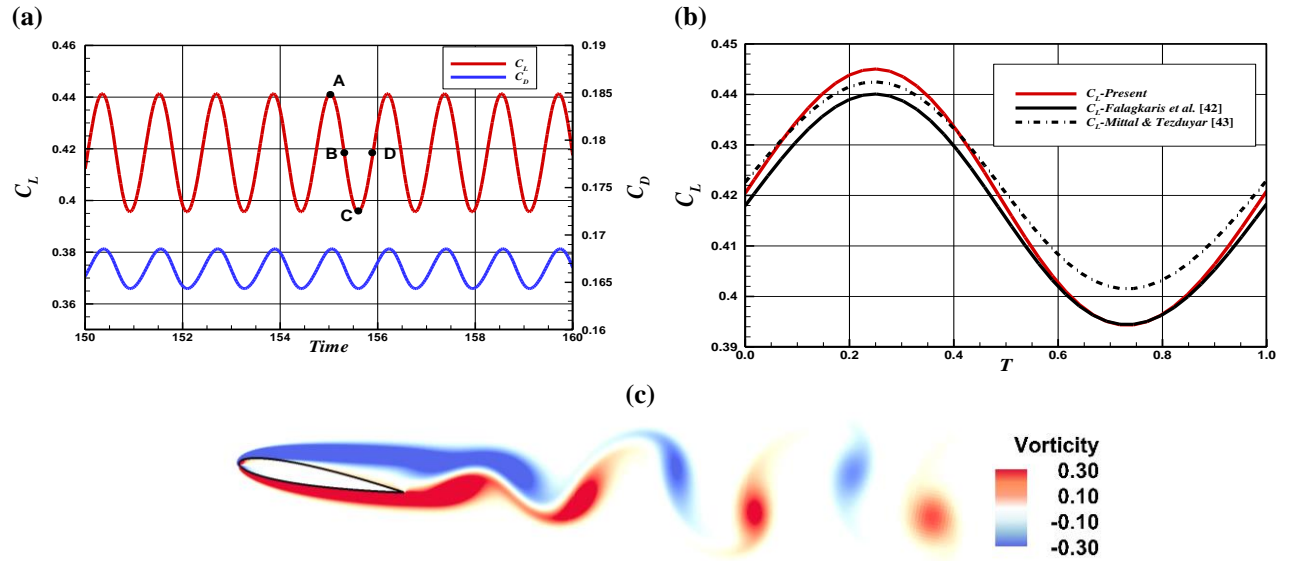 (a)
C_L
0.46
0.44
0.42
0.4
0.38
0.36
C_L
C_D
A
B
C
D
0.19
0.185
0.18
0.175
0.17
0.165
0.16
C_D
150
152
154
156
158
160
Time
(b)
C_L
0.45
0.44
0.43
0.42
0.41
0.4
0.39
C_L-Present
C_L-Falagkaris et al. [42]
C_L-Mittal & Tezduyar [43]
0.0
0.2
0.4
0.6
0.8
1.0
T
(c)
Vorticity
0.30
0.10
-0.10
-0.30